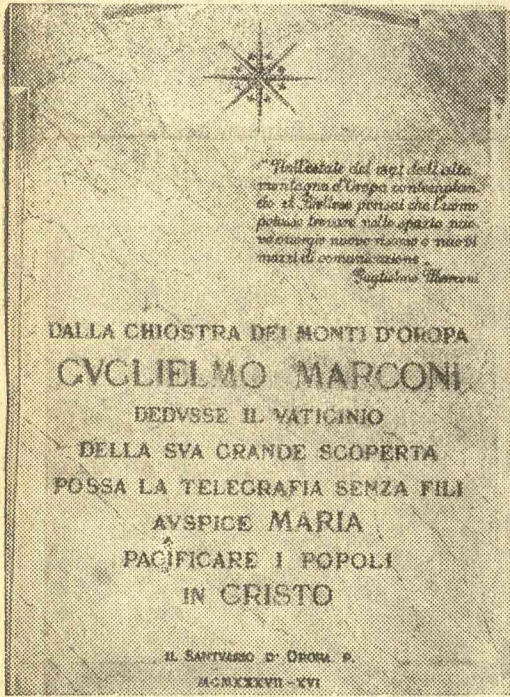 "Nell'estate del 1891 dall'alta
montagna d'Oropa contemplan-
do il Biellese pensai che l'uomo
potesse trovare nello spazio nuo-
ve energie nuove risorse e nuovi
mezzi di comunicazione"
Guglielmo Marconi
DALLA CHIOSTRA DEI MONTI D'OROPA
GVGLIELMO MARCONI
DEDVSSE IL VATICINIO
DELLA SVA GRANDE SCOPERTA
POSSA LA TELEGRAFIA SENZA FILI
AVSPICE MARIA
PACIFICARE I POPOLI
IN CRISTO
IL SANTVARIO D'OROPA P.
MCMXXXVII - XVI